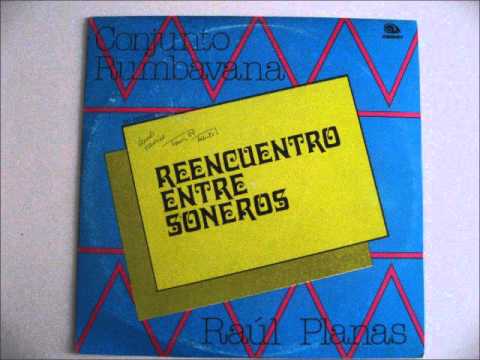 Conjunto
Rumbavana
REENCUENTRO
ENTRE
SONEROS
Raúl Planas